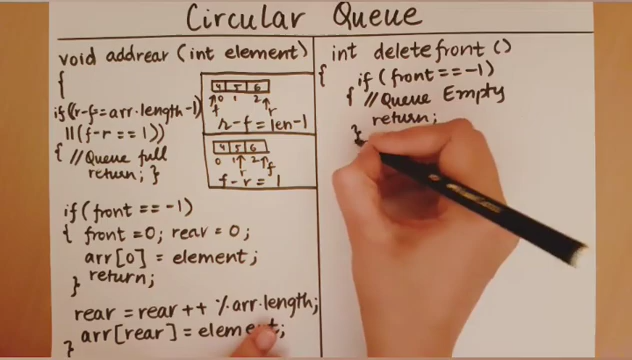 Circular Queue
void addrear (int element)
{
if((r-f=arr.length-1)
||(f-r==1))
{ //Queue full
return; }
4 5 6
0 1 2
f r
r-f=len-1
4 5 6
0 1 2
r f
f-r=1
if(front == -1)
{ front=0; rear=0;
arr[0] = element;
return;
}
rear = rear++ %arr.length;
arr[rear]=element;
}
int deletefront ()
{
if(front==-1)
{ //Queue Empty
return;
}